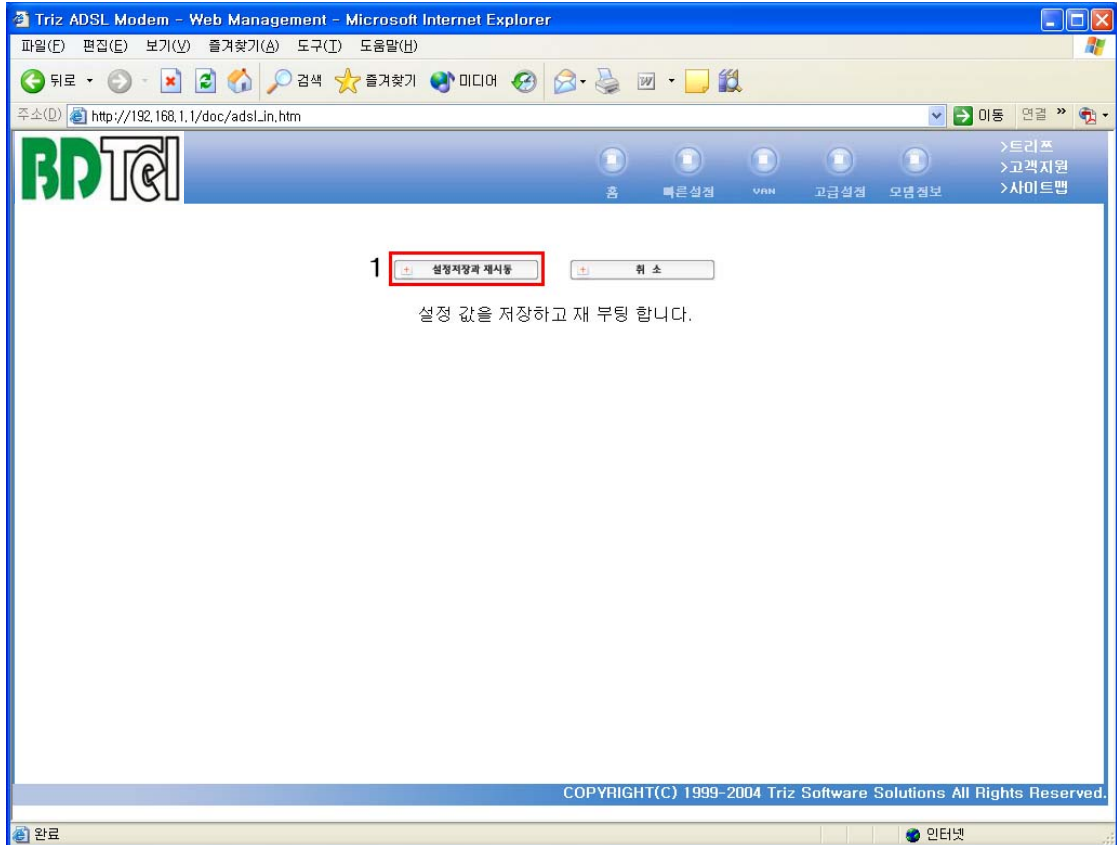 Triz ADSL Modem - Web Management - Microsoft Internet Explorer
파일(F) 편집(E) 보기(V) 즐겨찾기(A) 도구(T) 도움말(H)
뒤로 검색 즐겨찾기 미디어
주소(D) http://192.168.1.1/doc/adsl_in.htm 이동 연결 »
BDTel
홈 빠른설정 VAN 고급설정 모뎀정보
>트리쯔
>고객지원
>사이트맵
1 설정저장과 재시동 취 소
설정 값을 저장하고 재 부팅 합니다.
COPYRIGHT(C) 1999-2004 Triz Software Solutions All Rights Reserved.
완료 인터넷